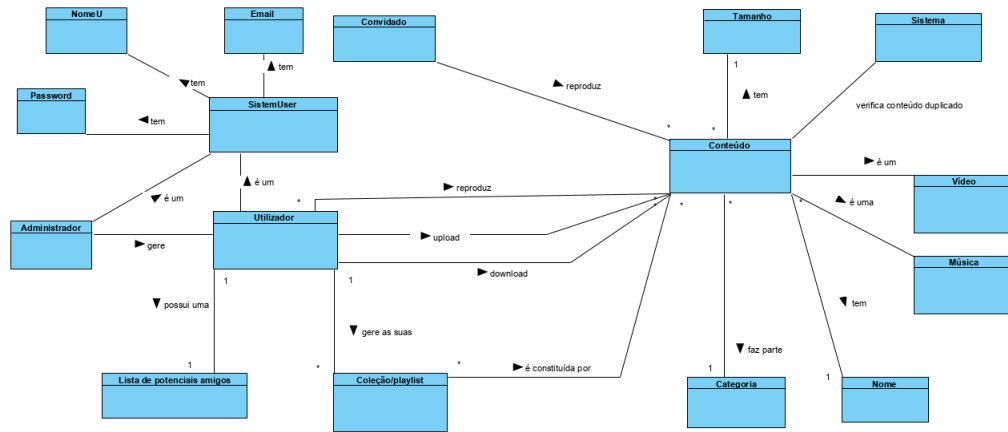 NomeU
Email
Convidado
Tamanho
Sistema
tem
tem
reproduz
1
tem
Password
SistemUser
tem
verifica conteúdo duplicado
*
*
Conteúdo
é um
é um
é um
Vídeo
reproduz
*
*
*
*
*
*
é uma
Administrador
gere
Utilizador
upload
download
Música
1
1
possui uma
gere as suas
tem
faz parte
1
*
*
é constituída por
1
1
Lista de potenciais amigos
Coleção/playlist
Categoria
Nome